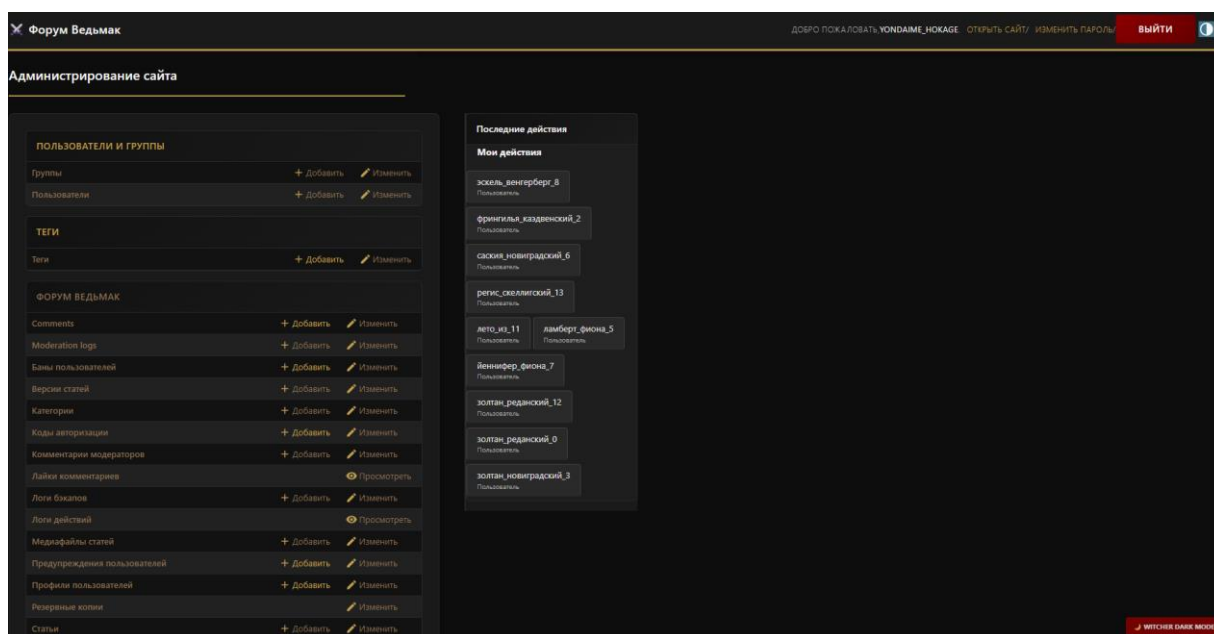 Форум Ведьмак
ДОБРО ПОЖАЛОВАТЬ, YONDAIME_HOKAGE. ОТКРЫТЬ САЙТ / ИЗМЕНИТЬ ПАРОЛЬ / ВЫЙТИ
Администрирование сайта
ПОЛЬЗОВАТЕЛИ И ГРУППЫ
Группы + Добавить Изменить
Пользователи + Добавить Изменить
ТЕГИ
Теги + Добавить Изменить
ФОРУМ ВЕДЬМАК
Comments + Добавить Изменить
Moderation logs + Добавить Изменить
Баны пользователей + Добавить Изменить
Версии статей + Добавить Изменить
Категории + Добавить Изменить
Коды авторизации + Добавить Изменить
Комментарии модераторов + Добавить Изменить
Лайки комментариев Просмотреть
Логи бэкапов + Добавить Изменить
Логи действий Просмотреть
Медиафайлы статей + Добавить Изменить
Предупреждения пользователей + Добавить Изменить
Профили пользователей + Добавить Изменить
Резервные копии Изменить
Статьи + Добавить Изменить
Последние действия
Мои действия
эскель_венгерберг_8
Пользователь
фрингилья_каэдвенский_2
Пользователь
саския_новиградский_6
Пользователь
регис_скеллигский_13
Пользователь
лето_из_11 ламберт_фиона_5
Пользователь Пользователь
йеннифер_фиона_7
Пользователь
золтан_реданский_12
Пользователь
золтан_реданский_0
Пользователь
золтан_новиградский_3
Пользователь
WITCHER DARK MODE